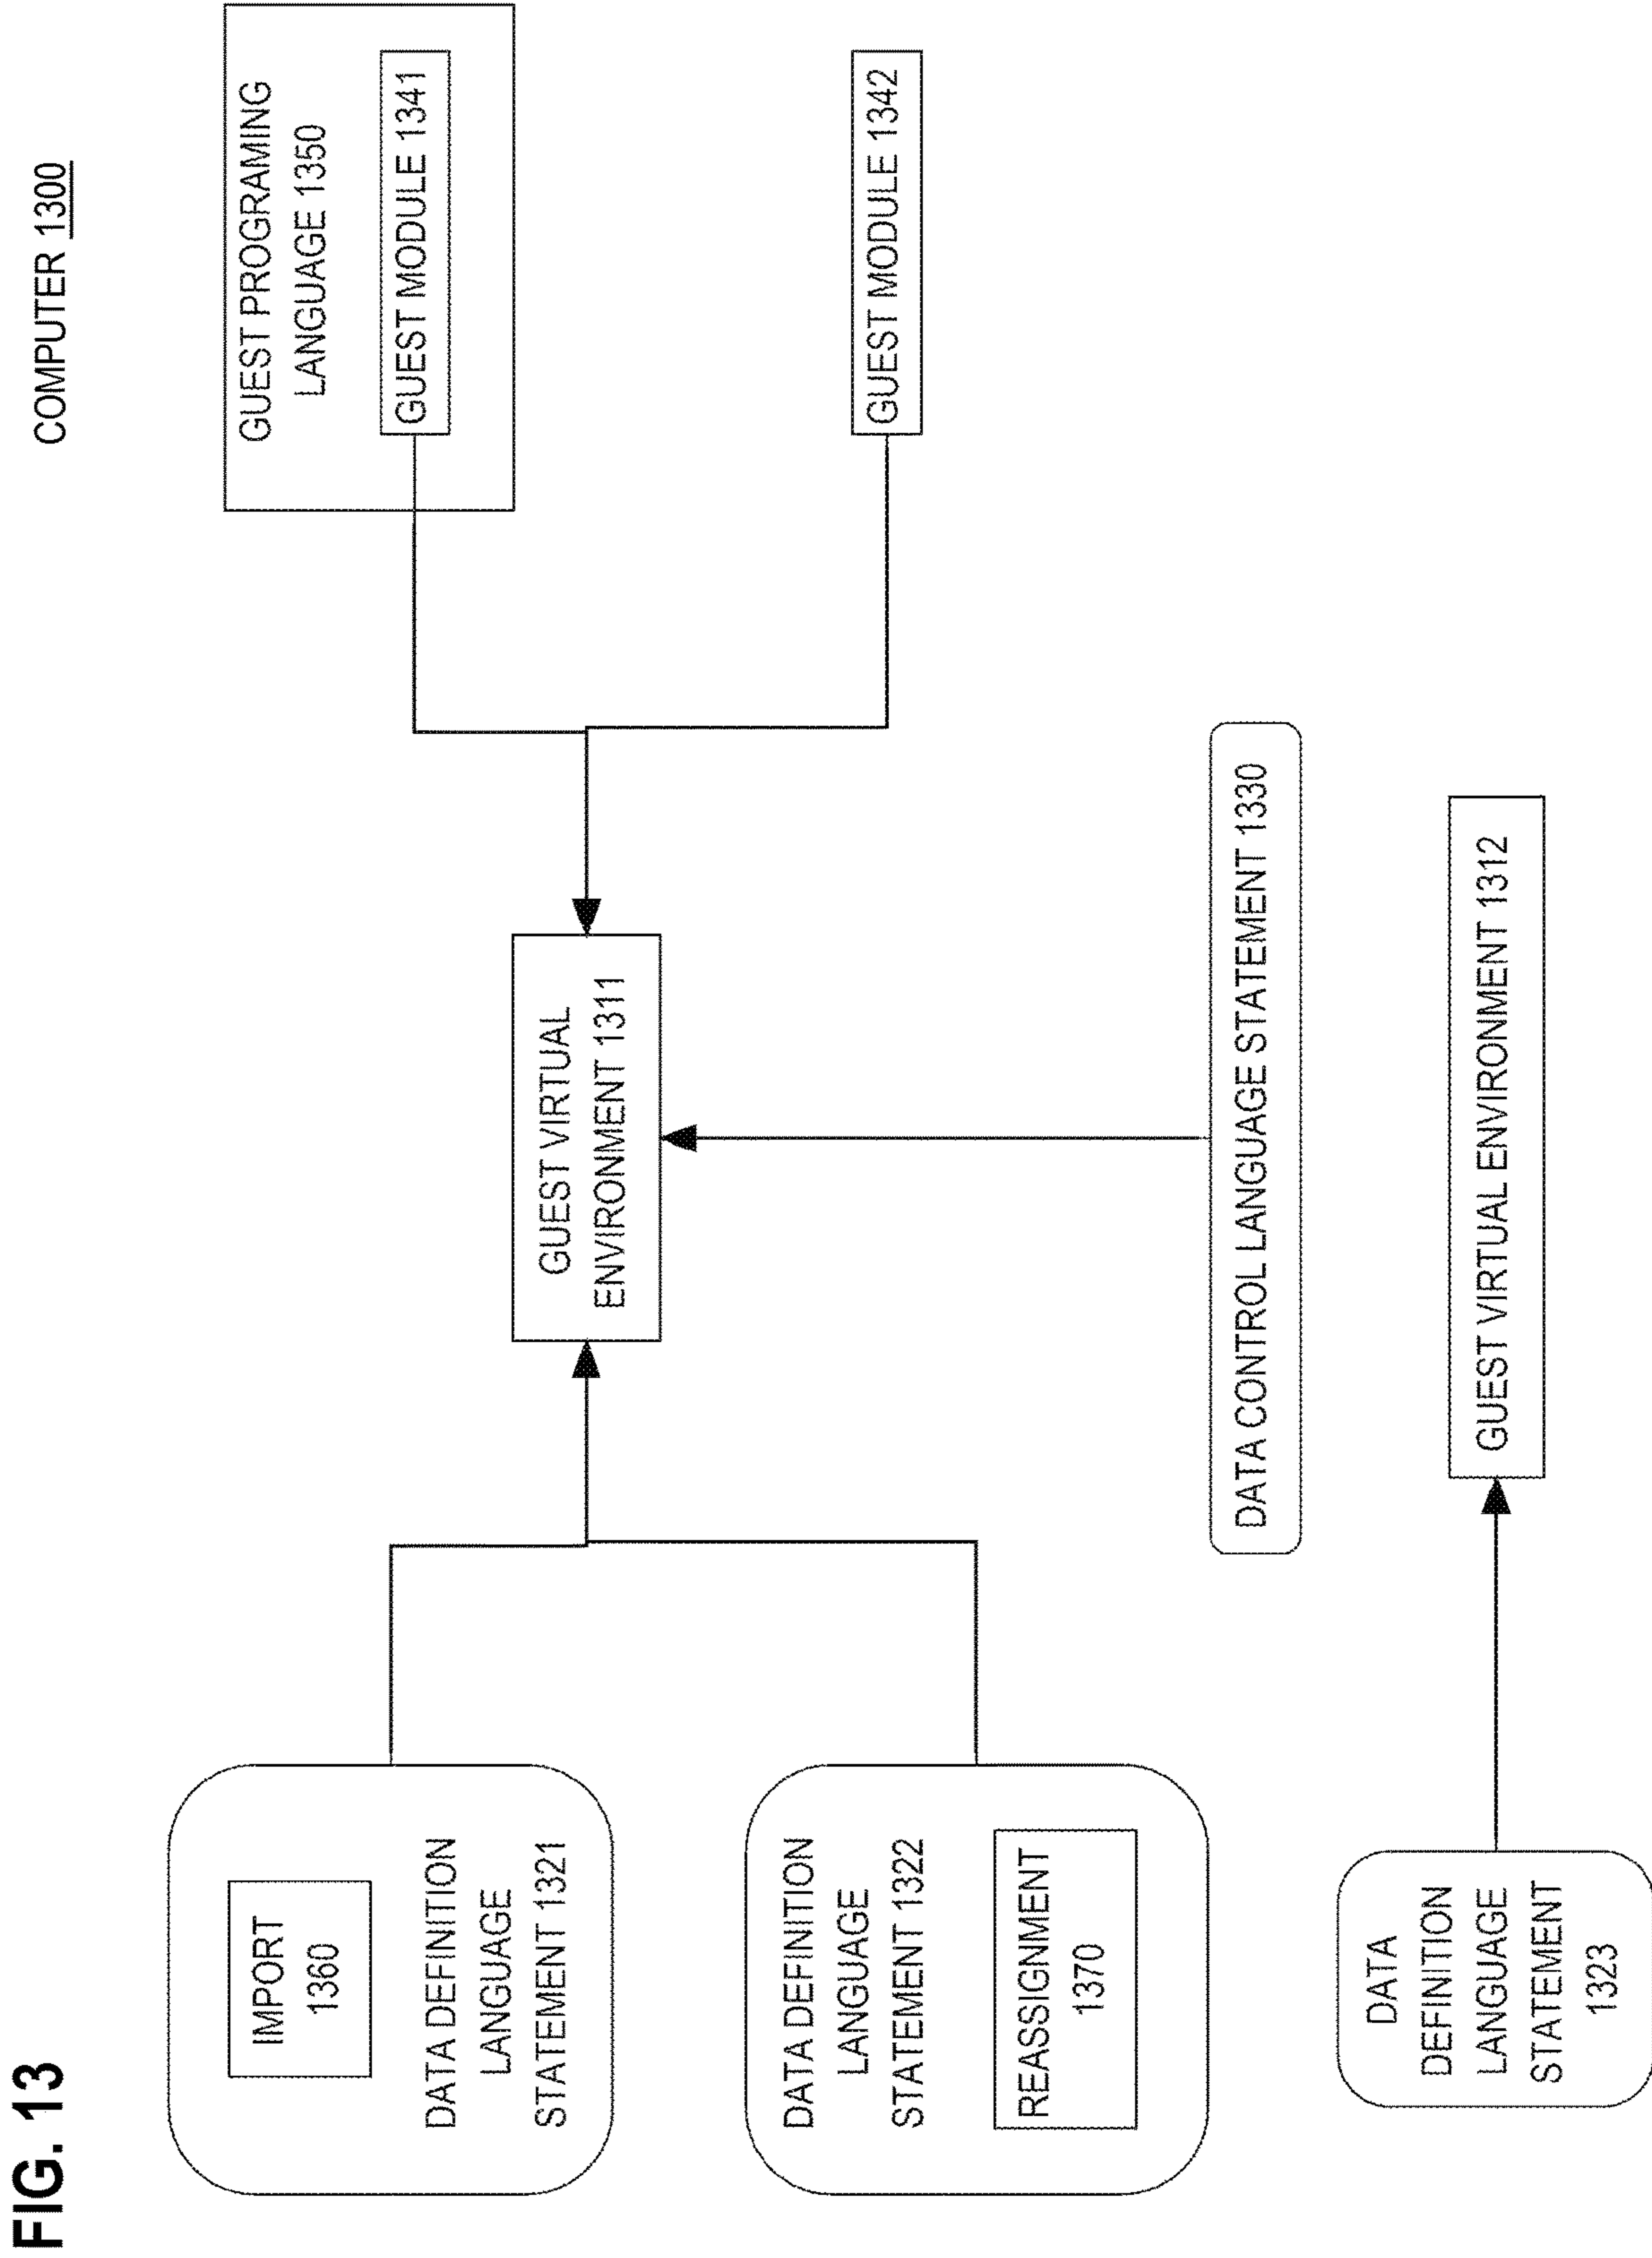 FIG. 13
COMPUTER 1300
IMPORT
1360
DATA DEFINITION
LANGUAGE
STATEMENT 1321
DATA DEFINITION
LANGUAGE
STATEMENT 1322
REASSIGNMENT
1370
GUEST VIRTUAL
ENVIRONMENT 1311
GUEST PROGRAMING
LANGUAGE 1350
GUEST MODULE 1341
GUEST MODULE 1342
DATA CONTROL LANGUAGE STATEMENT 1330
DATA
DEFINITION
LANGUAGE
STATEMENT
1323
GUEST VIRTUAL ENVIRONMENT 1312